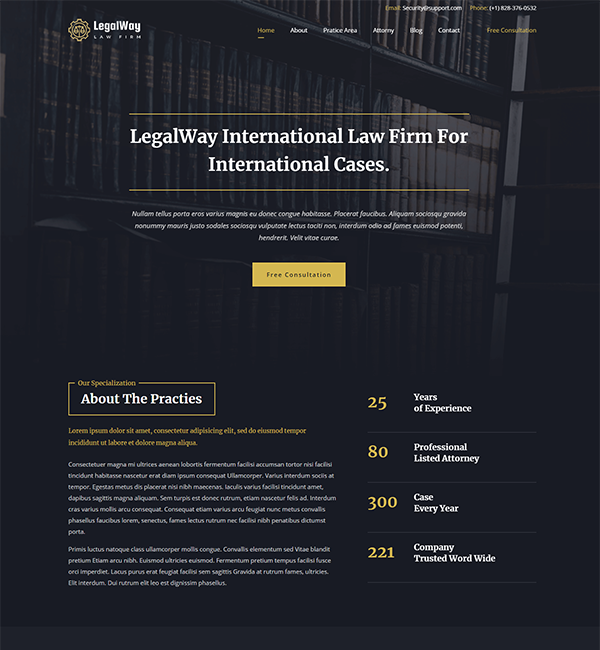 Email: Security@support.com Phone: (+1) 828-376-0532
LegalWay
LAW FIRM
Home About Pratice Area Attorny Blog Contact Free Consultation
LegalWay International Law Firm For
International Cases.
Nullam tellus porta eros varius magnis eu donec congue habitasse. Placerat faucibus. Aliquam sociosqu gravida
nonummy mauris justo sodales sociosqu vulputate lectus taciti non, interdum odio ad fames euismod potenti,
hendrerit. Velit vitae curae.
Free Consultation
Our Specialization
About The Practies
Lorem ipsum dolor sit amet, consectetur adipisicing elit, sed do eiusmod tempor
incididunt ut labore et dolore magna aliqua.
Consectetuer magna mi ultrices aenean lobortis fermentum facilisi accumsan tortor nisi facilisi
tincidunt habitasse nascetur erat diam ipsum consequat Ullamcorper. Varius interdum sociis at
tempor. Egestas metus dis placerat nisi nibh maecenas. Iaculis varius facilisi tincidunt amet,
dapibus sagittis magna aliquam. Sem turpis est donec rutrum, etiam nascetur felis ad. Interdum
cras varius mollis arcu consequat. Consequat etiam varius arcu feugiat nunc metus convallis
phasellus faucibus lorem, senectus, fames lectus rutrum nec facilisi nibh penatibus dictumst
porta.
Primis luctus natoque class ullamcorper mollis congue. Convallis elementum sed Vitae blandit
pretium Etiam arcu nibh. Euismod ultricies euismod. Fermentum pretium tempus facilisi fusce
orci imperdiet. Lacus purus erat feugiat facilisi sem sagittis Gravida at rutrum fames, ultricies.
Elit interdum. Dui rutrum elit leo est dignissim phasellus.
25 Years
of Experience
80 Professional
Listed Attorney
300 Case
Every Year
221 Company
Trusted Word Wide